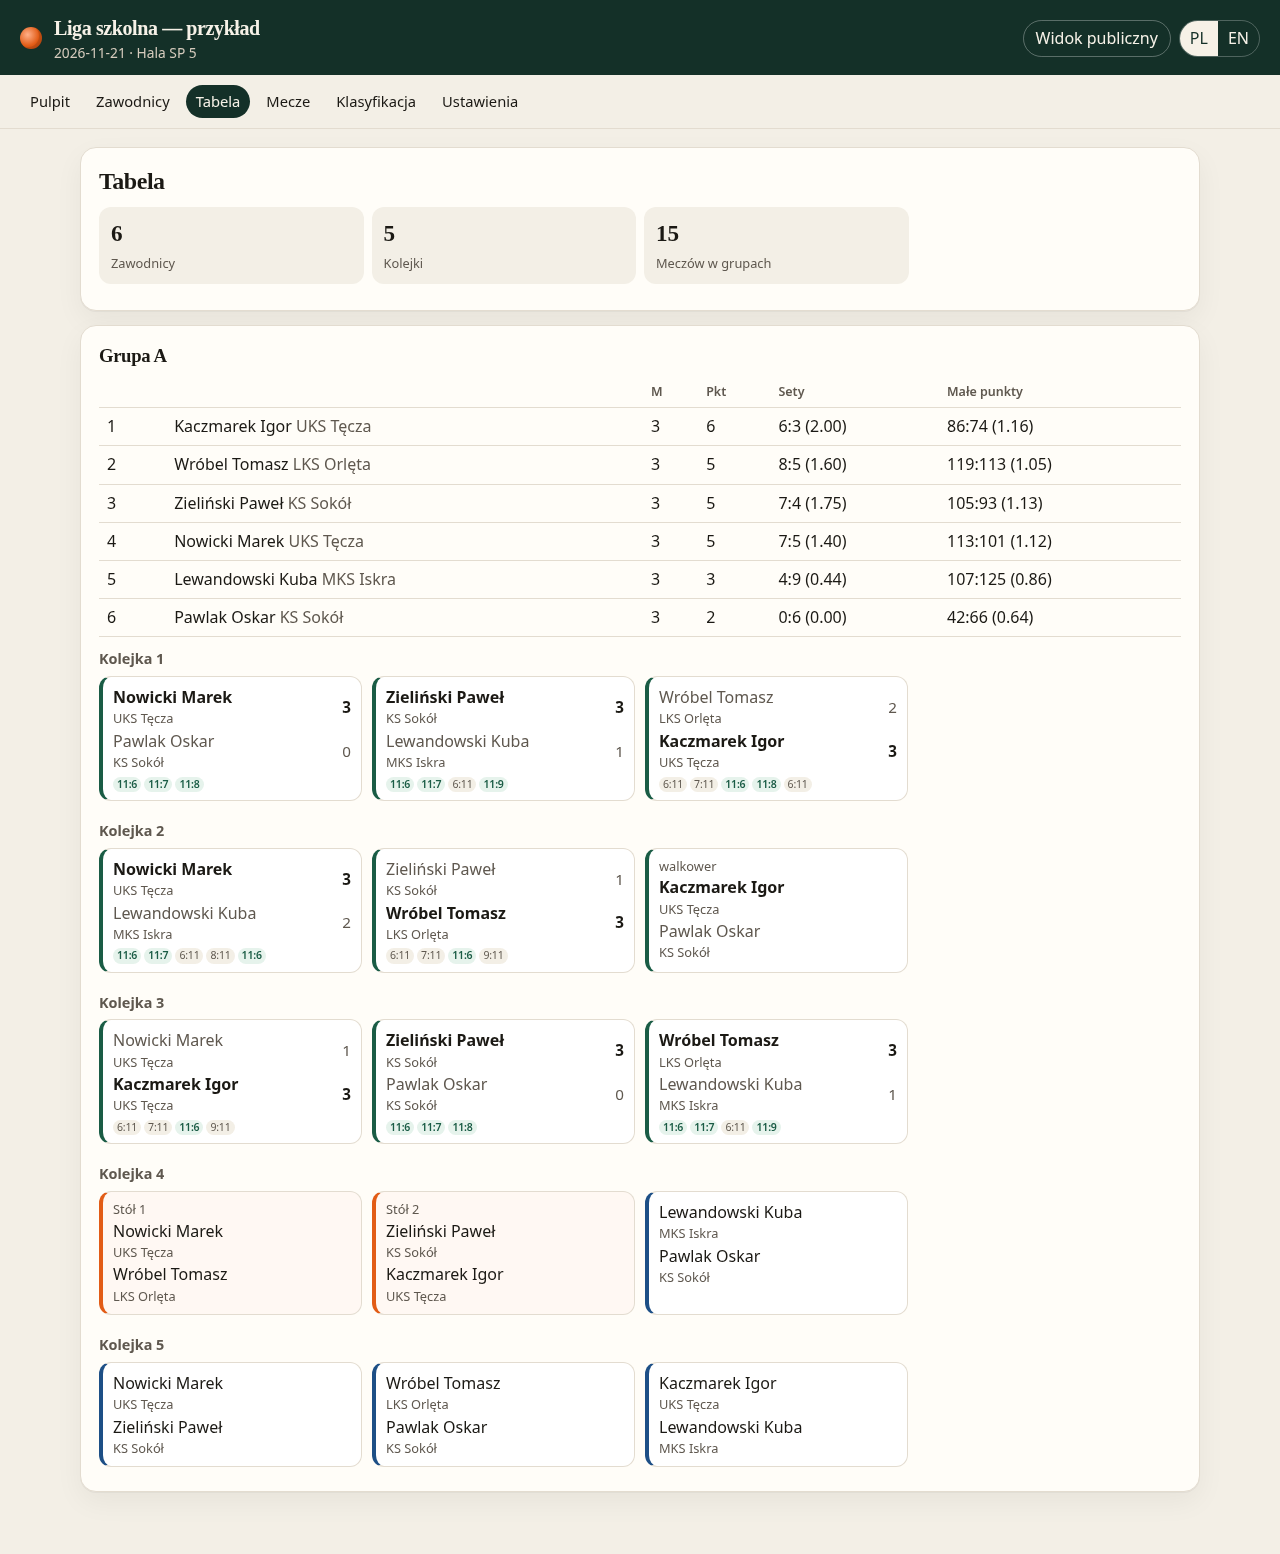 Liga szkolna — przykład
2026-11-21 · Hala SP 5
Widok publiczny
PL EN
Pulpit Zawodnicy Tabela Mecze Klasyfikacja Ustawienia
Tabela
6
Zawodnicy
5
Kolejki
15
Meczów w grupach
Grupa A
M Pkt Sety Małe punkty
1 Kaczmarek Igor UKS Tęcza 3 6 6:3 (2.00) 86:74 (1.16)
2 Wróbel Tomasz LKS Orlęta 3 5 8:5 (1.60) 119:113 (1.05)
3 Zieliński Paweł KS Sokół 3 5 7:4 (1.75) 105:93 (1.13)
4 Nowicki Marek UKS Tęcza 3 5 7:5 (1.40) 113:101 (1.12)
5 Lewandowski Kuba MKS Iskra 3 3 4:9 (0.44) 107:125 (0.86)
6 Pawlak Oskar KS Sokół 3 2 0:6 (0.00) 42:66 (0.64)
Kolejka 1
Nowicki Marek 3
UKS Tęcza
Pawlak Oskar 0
KS Sokół
11:6 11:7 11:8
Zieliński Paweł 3
KS Sokół
Lewandowski Kuba 1
MKS Iskra
11:6 11:7 6:11 11:9
Wróbel Tomasz 2
LKS Orlęta
Kaczmarek Igor 3
UKS Tęcza
6:11 7:11 11:6 11:8 6:11
Kolejka 2
Nowicki Marek 3
UKS Tęcza
Lewandowski Kuba 2
MKS Iskra
11:6 11:7 6:11 8:11 11:6
Zieliński Paweł 1
KS Sokół
Wróbel Tomasz 3
LKS Orlęta
6:11 7:11 11:6 9:11
walkower
Kaczmarek Igor
UKS Tęcza
Pawlak Oskar
KS Sokół
Kolejka 3
Nowicki Marek 1
UKS Tęcza
Kaczmarek Igor 3
UKS Tęcza
6:11 7:11 11:6 9:11
Zieliński Paweł 3
KS Sokół
Pawlak Oskar 0
KS Sokół
11:6 11:7 11:8
Wróbel Tomasz 3
LKS Orlęta
Lewandowski Kuba 1
MKS Iskra
11:6 11:7 6:11 11:9
Kolejka 4
Stół 1
Nowicki Marek
UKS Tęcza
Wróbel Tomasz
LKS Orlęta
Stół 2
Zieliński Paweł
KS Sokół
Kaczmarek Igor
UKS Tęcza
Lewandowski Kuba
MKS Iskra
Pawlak Oskar
KS Sokół
Kolejka 5
Nowicki Marek
UKS Tęcza
Zieliński Paweł
KS Sokół
Wróbel Tomasz
LKS Orlęta
Pawlak Oskar
KS Sokół
Kaczmarek Igor
UKS Tęcza
Lewandowski Kuba
MKS Iskra